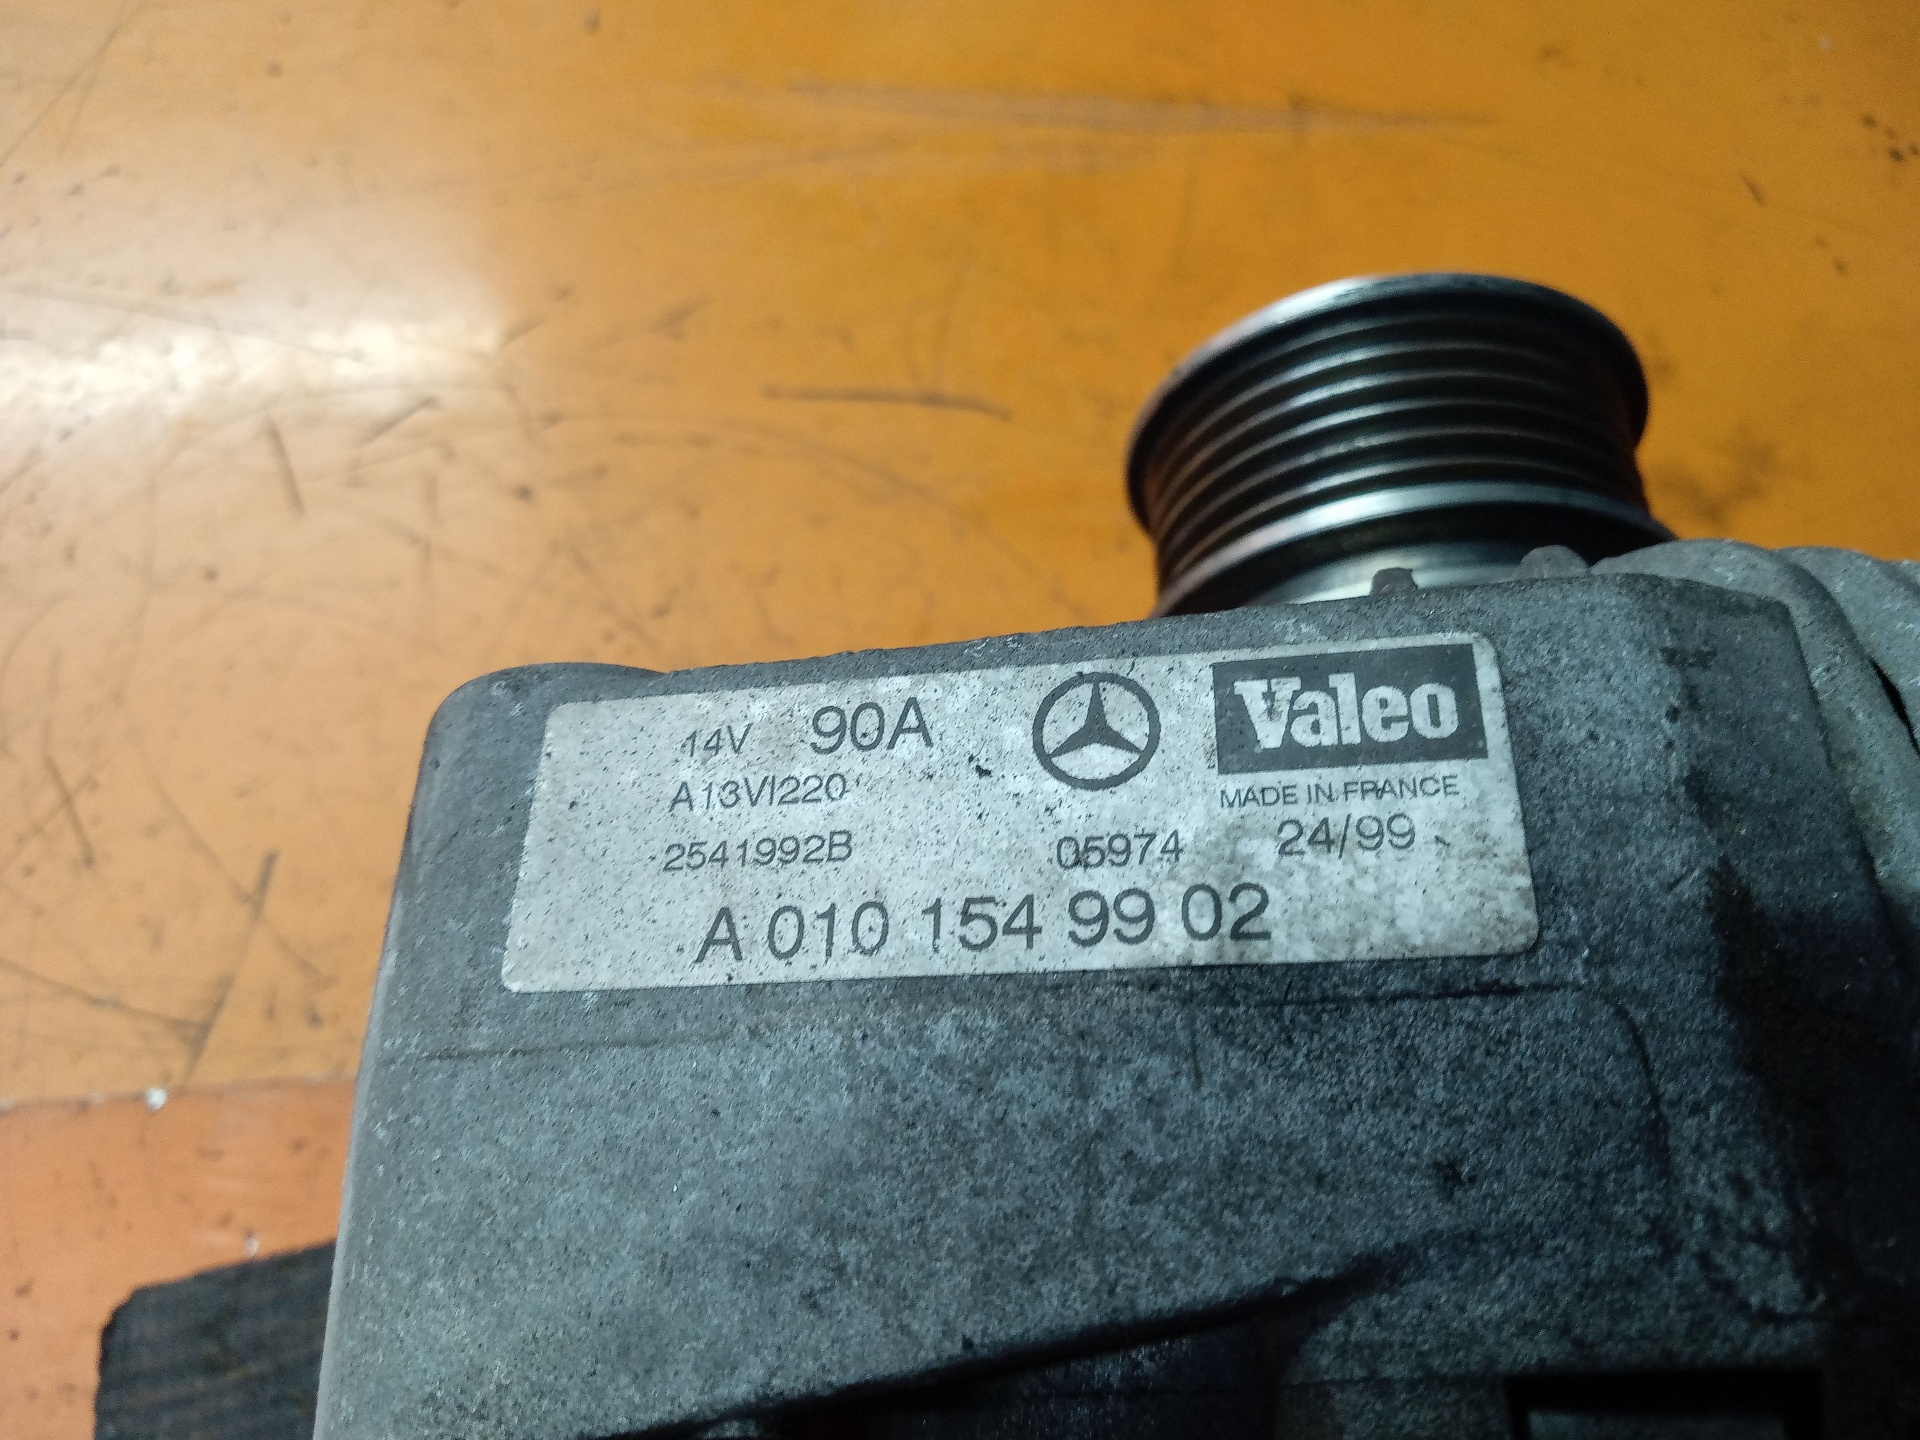 14V 90A Valeo
A13VI220 MADE IN FRANCE
2541992B 05974 24/99
A 010 154 99 02